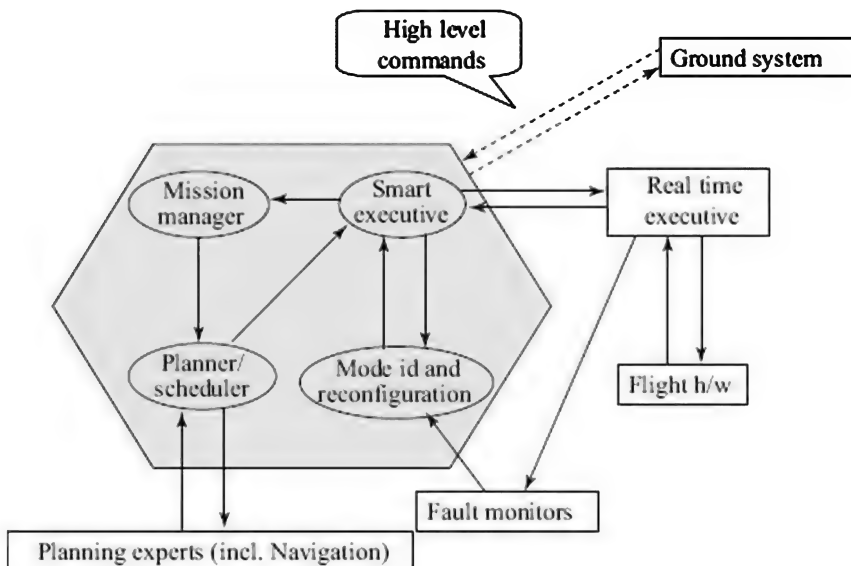 High level
commands
Ground system
Mission
manager
Smart
executive
Real time
executive
Planner/
scheduler
Mode id and
reconfiguration
Flight h/w
Fault monitors
Planning experts (incl. Navigation)